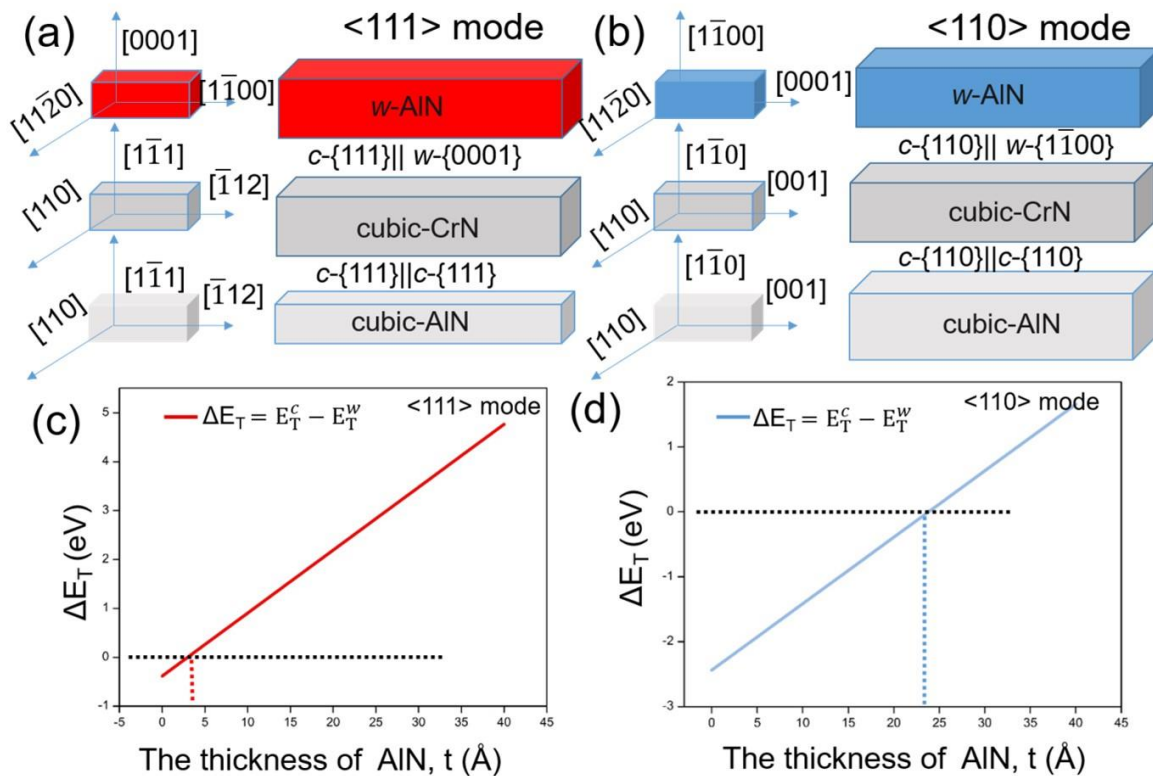 (a)
<111> mode
[0001]
[11̄00]
[112̄0]
w-AlN
c-{111}|| w-{0001}
[11̄1]
[1̄12]
[110]
cubic-CrN
c-{111}||c-{111}
[11̄1]
[1̄12]
[110]
cubic-AlN
(b)
<110> mode
[11̄00]
[0001]
[112̄0]
w-AlN
c-{110}|| w-{11̄00}
[11̄0]
[001]
[110]
cubic-CrN
c-{110}||c-{110}
[11̄0]
[001]
[110]
cubic-AlN
(c)
ΔE_T = E_T^c − E_T^w
<111> mode
5
4
3
2
1
0
-1
ΔE_T (eV)
-5 0 5 10 15 20 25 30 35 40 45
The thickness of AlN, t (Å)
(d)
ΔE_T = E_T^c − E_T^w
<110> mode
2
1
0
-1
-2
-3
ΔE_T (eV)
0 5 10 15 20 25 30 35 40 45
The thickness of AlN, t (Å)